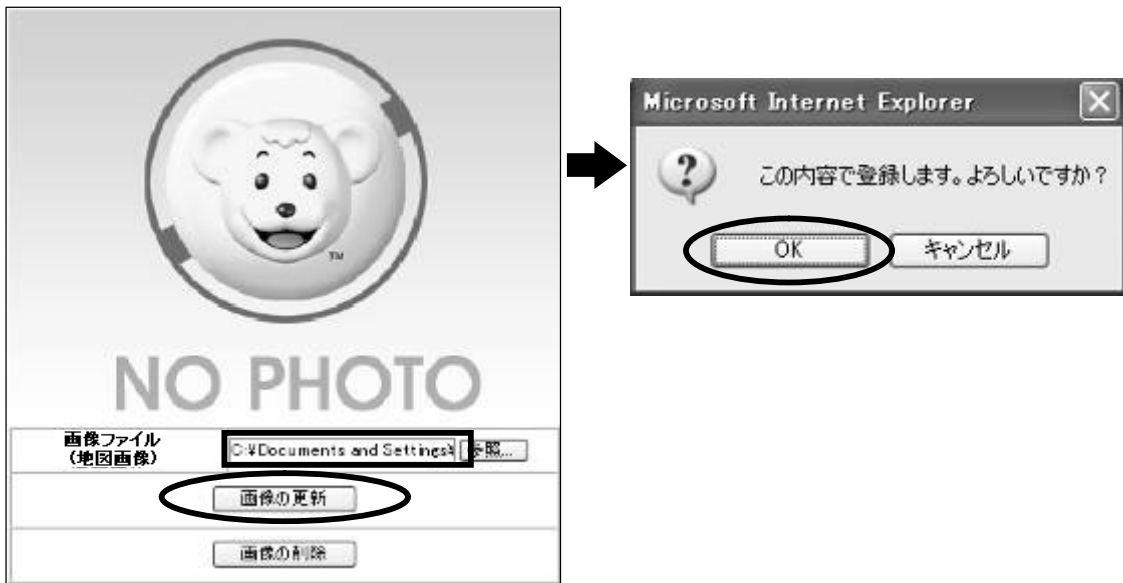 TM
NO PHOTO
画像ファイル
(地図画像)
C:¥Documents and Settings¥
参照...
画像の更新
画像の削除
Microsoft Internet Explorer
この内容で登録します。よろしいですか？
OK
キャンセル